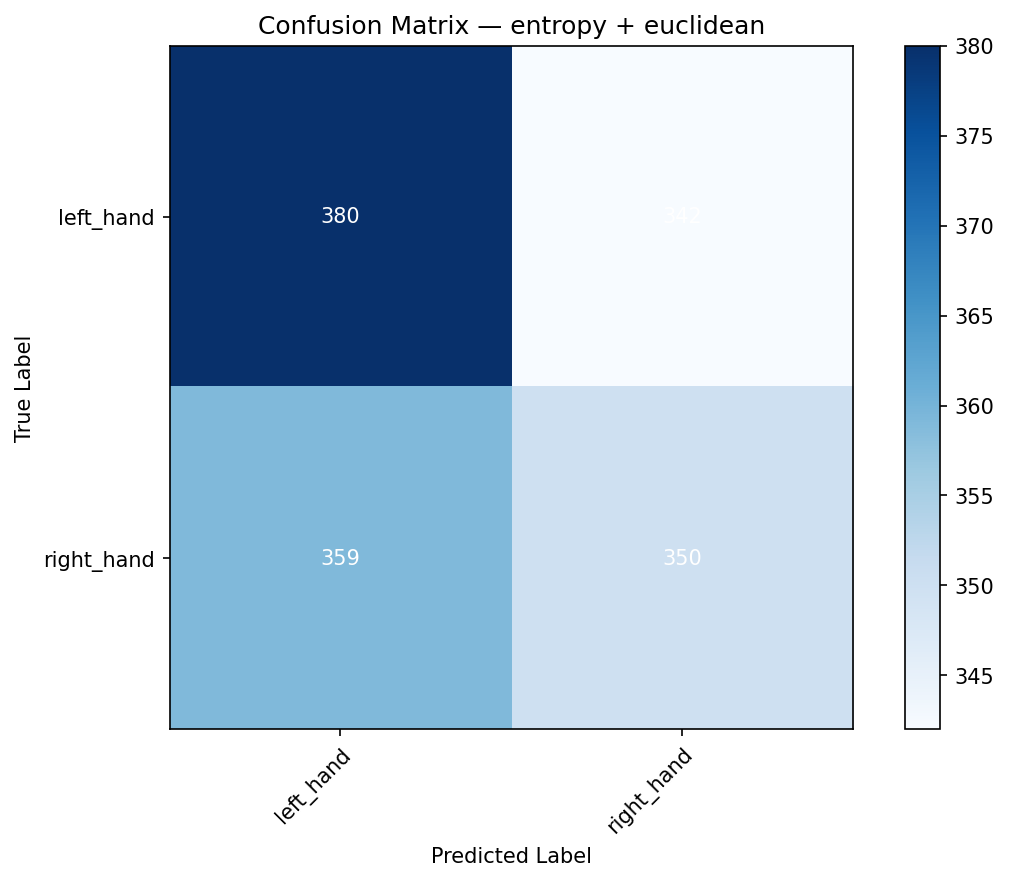 Confusion Matrix — entropy + euclidean
True Label
left_hand
380
342
right_hand
359
350
left_hand
right_hand
Predicted Label
380
375
370
365
360
355
350
345